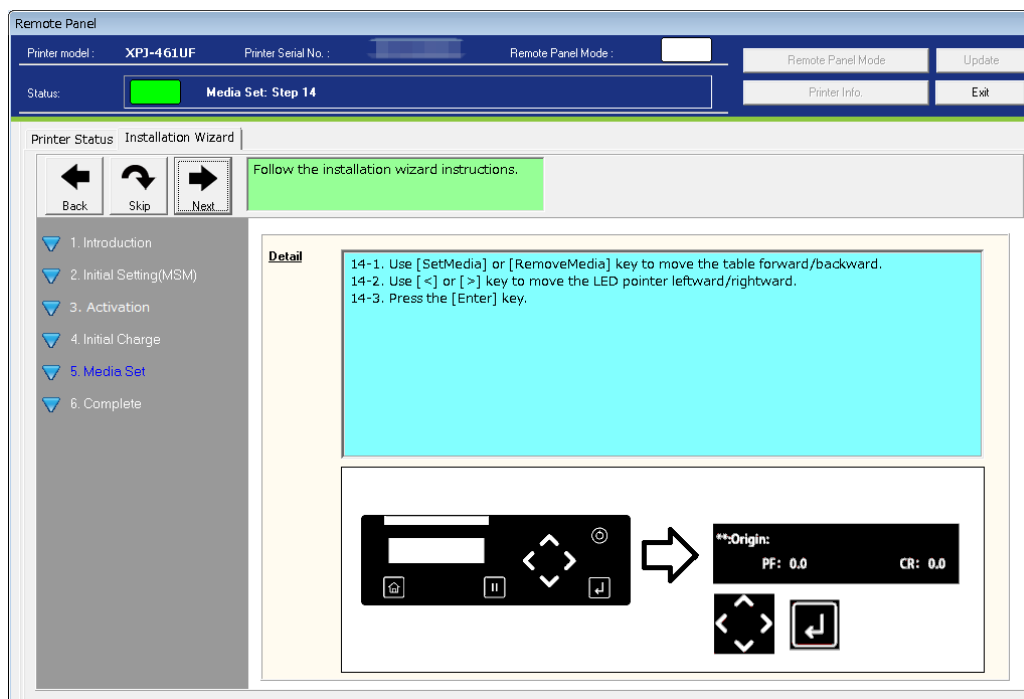 Remote Panel
Printer model : XPJ-461UF Printer Serial No. : Remote Panel Mode :
Remote Panel Mode Update
Status: Media Set: Step 14
Printer Info. Exit
Printer Status Installation Wizard
Back Skip Next
Follow the installation wizard instructions.
1. Introduction
2. Initial Setting(MSM)
3. Activation
4. Initial Charge
5. Media Set
6. Complete
Detail
14-1. Use [SetMedia] or [RemoveMedia] key to move the table forward/backward.
14-2. Use [<] or [>] key to move the LED pointer leftward/rightward.
14-3. Press the [Enter] key.
**:Origin:
PF: 0.0 CR: 0.0